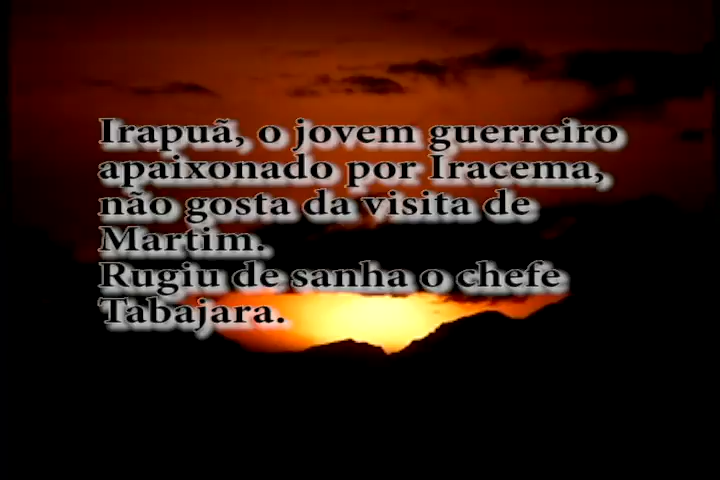 Irapuã, o jovem guerreiro
apaixonado por Iracema,
não gosta da visita de
Martim.
Rugiu de sanha o chefe
Tabajara.